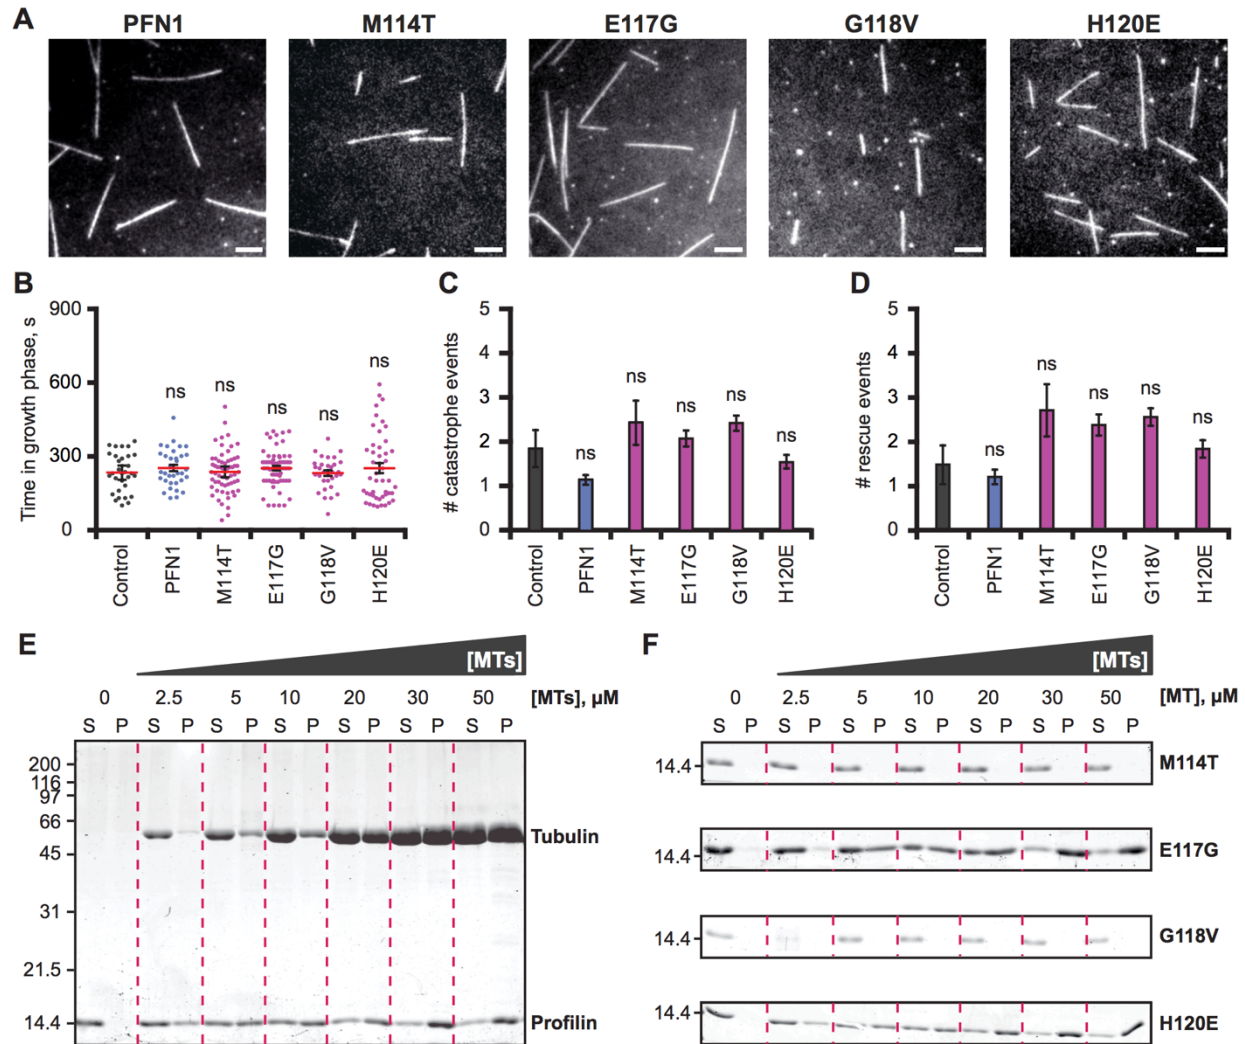 A
PFN1 M114T E117G G118V H120E
B
Time in growth phase, s
900
600
300
0
ns ns ns ns ns
Control PFN1 M114T E117G G118V H120E
C
# catastrophe events
5
4
3
2
1
0
ns ns ns ns ns
Control PFN1 M114T E117G G118V H120E
D
# rescue events
5
4
3
2
1
0
ns ns ns ns ns
Control PFN1 M114T E117G G118V H120E
E
[MTs]
0 2.5 5 10 20 30 50 [MTs], µM
S P S P S P S P S P S P S P
200
116
97
66
45
31
21.5
14.4
Tubulin
Profilin
F
[MTs]
0 2.5 5 10 20 30 50 [MT], µM
S P S P S P S P S P S P S P
14.4 M114T
14.4 E117G
14.4 G118V
14.4 H120E